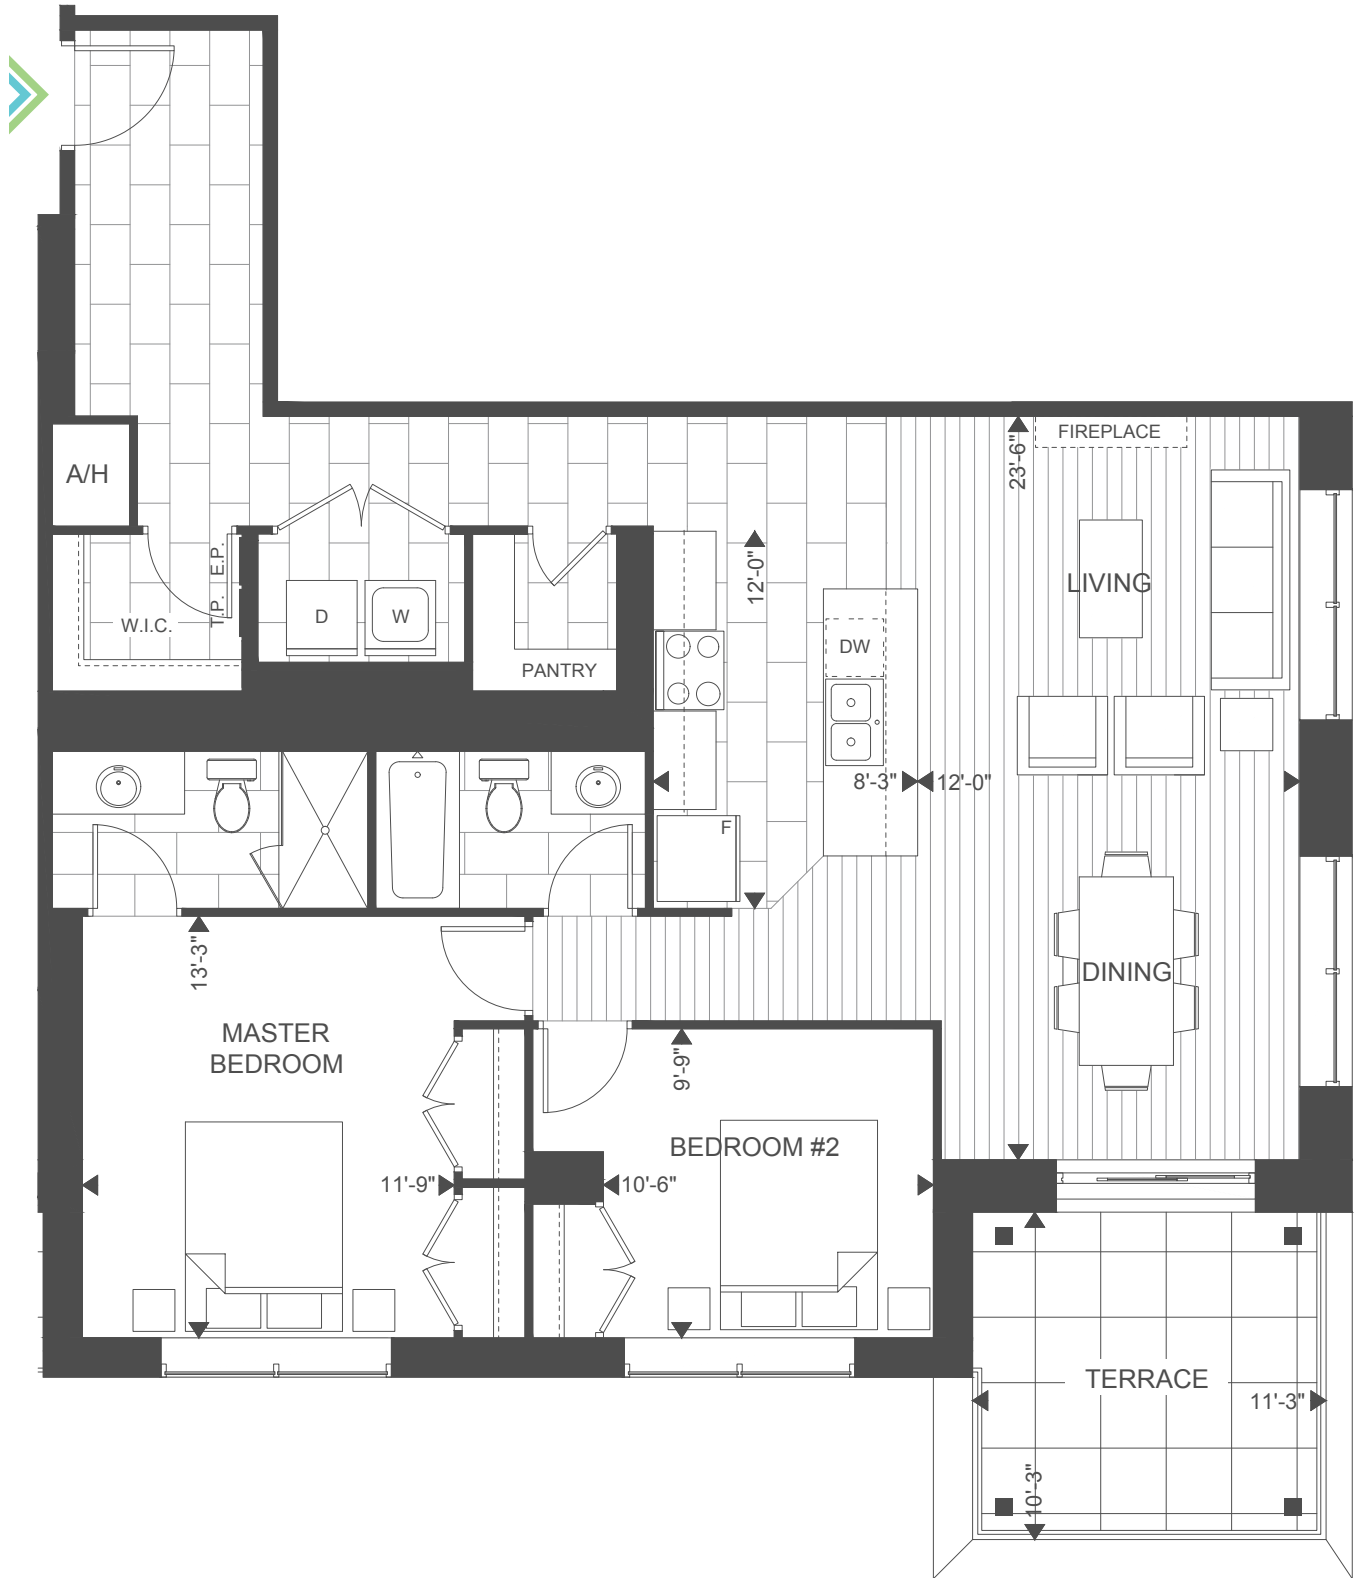 FIREPLACE
23'-6"
A/H
E.P.
T.P.
12'-0"
LIVING
W.I.C.
D
W
DW
PANTRY
8'-3"
12'-0"
F
13'-3"
DINING
MASTER
BEDROOM
9'-9"
BEDROOM #2
11'-9"
10'-6"
TERRACE
11'-3"
10'-3"